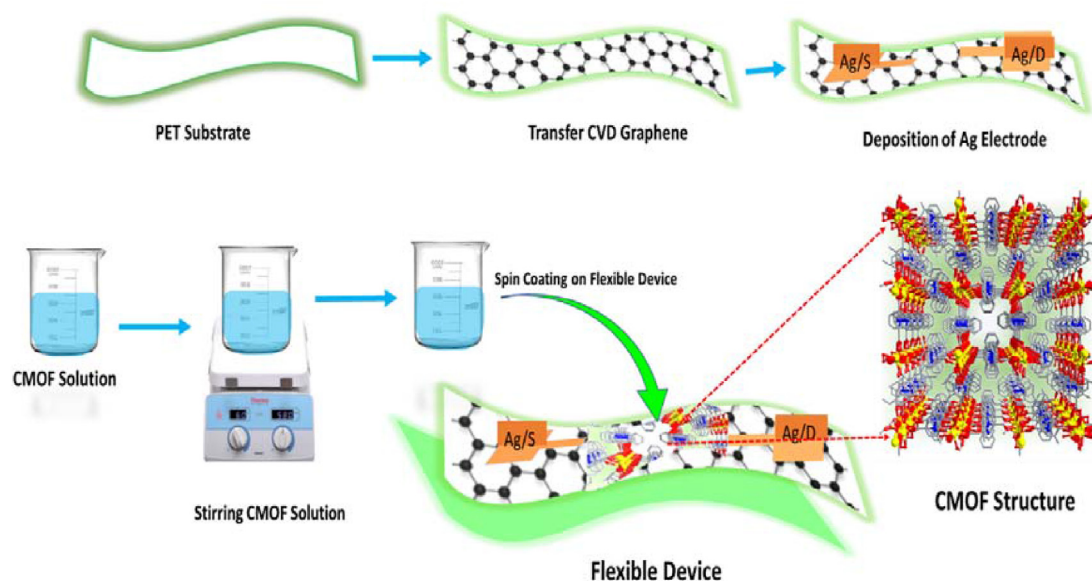 Ag/S
Ag/D
PET Substrate
Transfer CVD Graphene
Deposition of Ag Electrode
Spin Coating on Flexible Device
CMOF Solution
Ag/S
Ag/D
Stirring CMOF Solution
CMOF Structure
Flexible Device